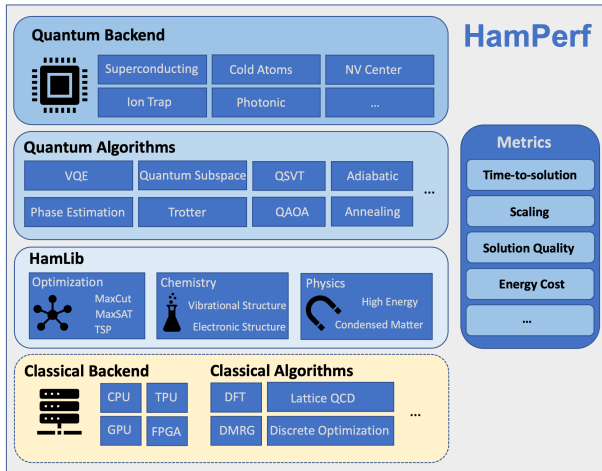 HamPerf
Quantum Backend
Superconducting
Cold Atoms
NV Center
Ion Trap
Photonic
...
Quantum Algorithms
VQE
Quantum Subspace
QSVT
Adiabatic
Phase Estimation
Trotter
QAOA
Annealing
...
HamLib
Optimization
MaxCut
MaxSAT
TSP
Chemistry
Vibrational Structure
Electronic Structure
Physics
High Energy
Condensed Matter
Classical Backend
CPU
TPU
GPU
FPGA
Classical Algorithms
DFT
Lattice QCD
DMRG
Discrete Optimization
...
Metrics
Time-to-solution
Scaling
Solution Quality
Energy Cost
...